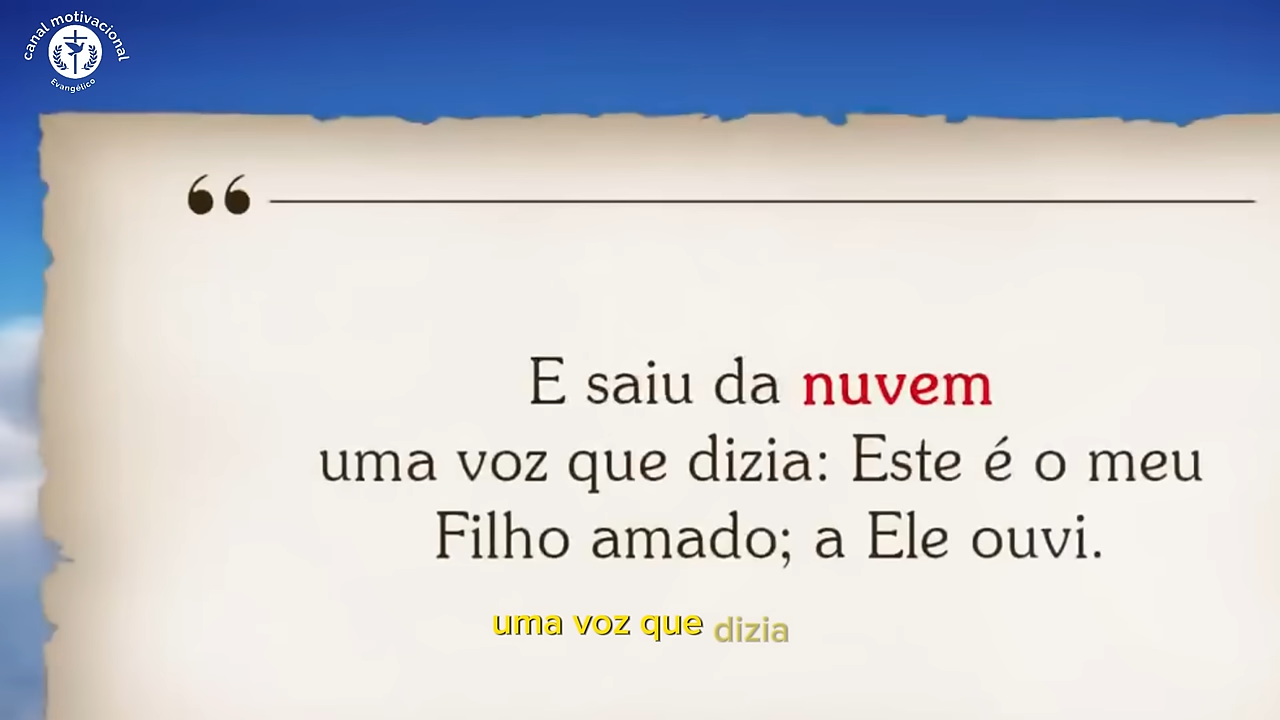 canal motivacional
Evangélico
“
E saiu da nuvem
uma voz que dizia: Este é o meu
Filho amado; a Ele ouvi.
uma voz que dizia